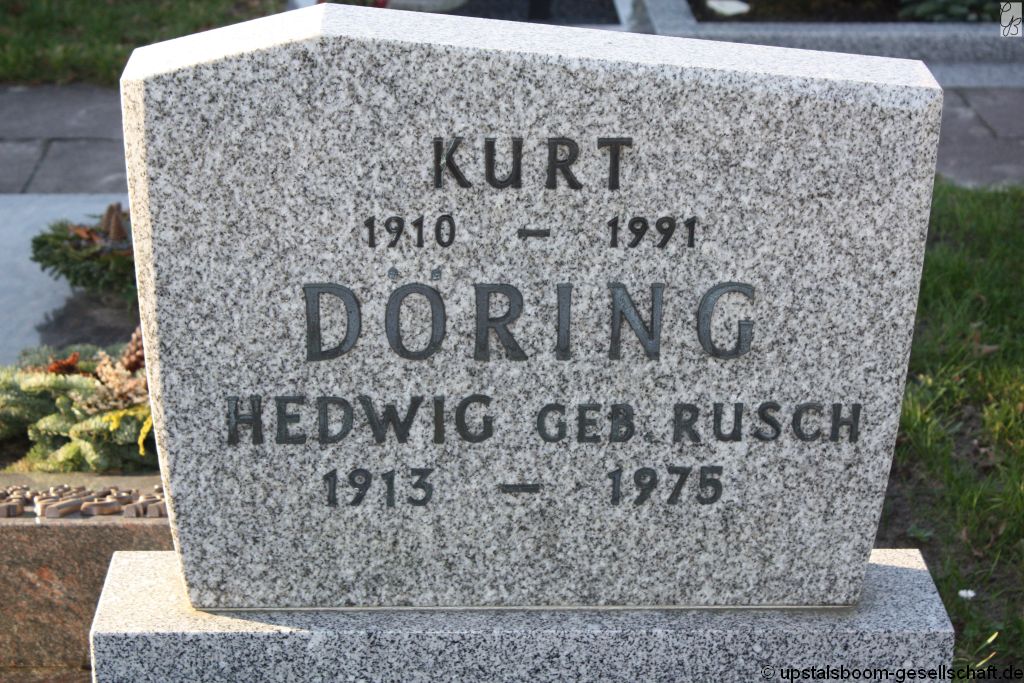 KURT
1910 – 1991
DÖRING
HEDWIG GEB. RUSCH
1913 – 1975
© upstalsboom-gesellschaft.de